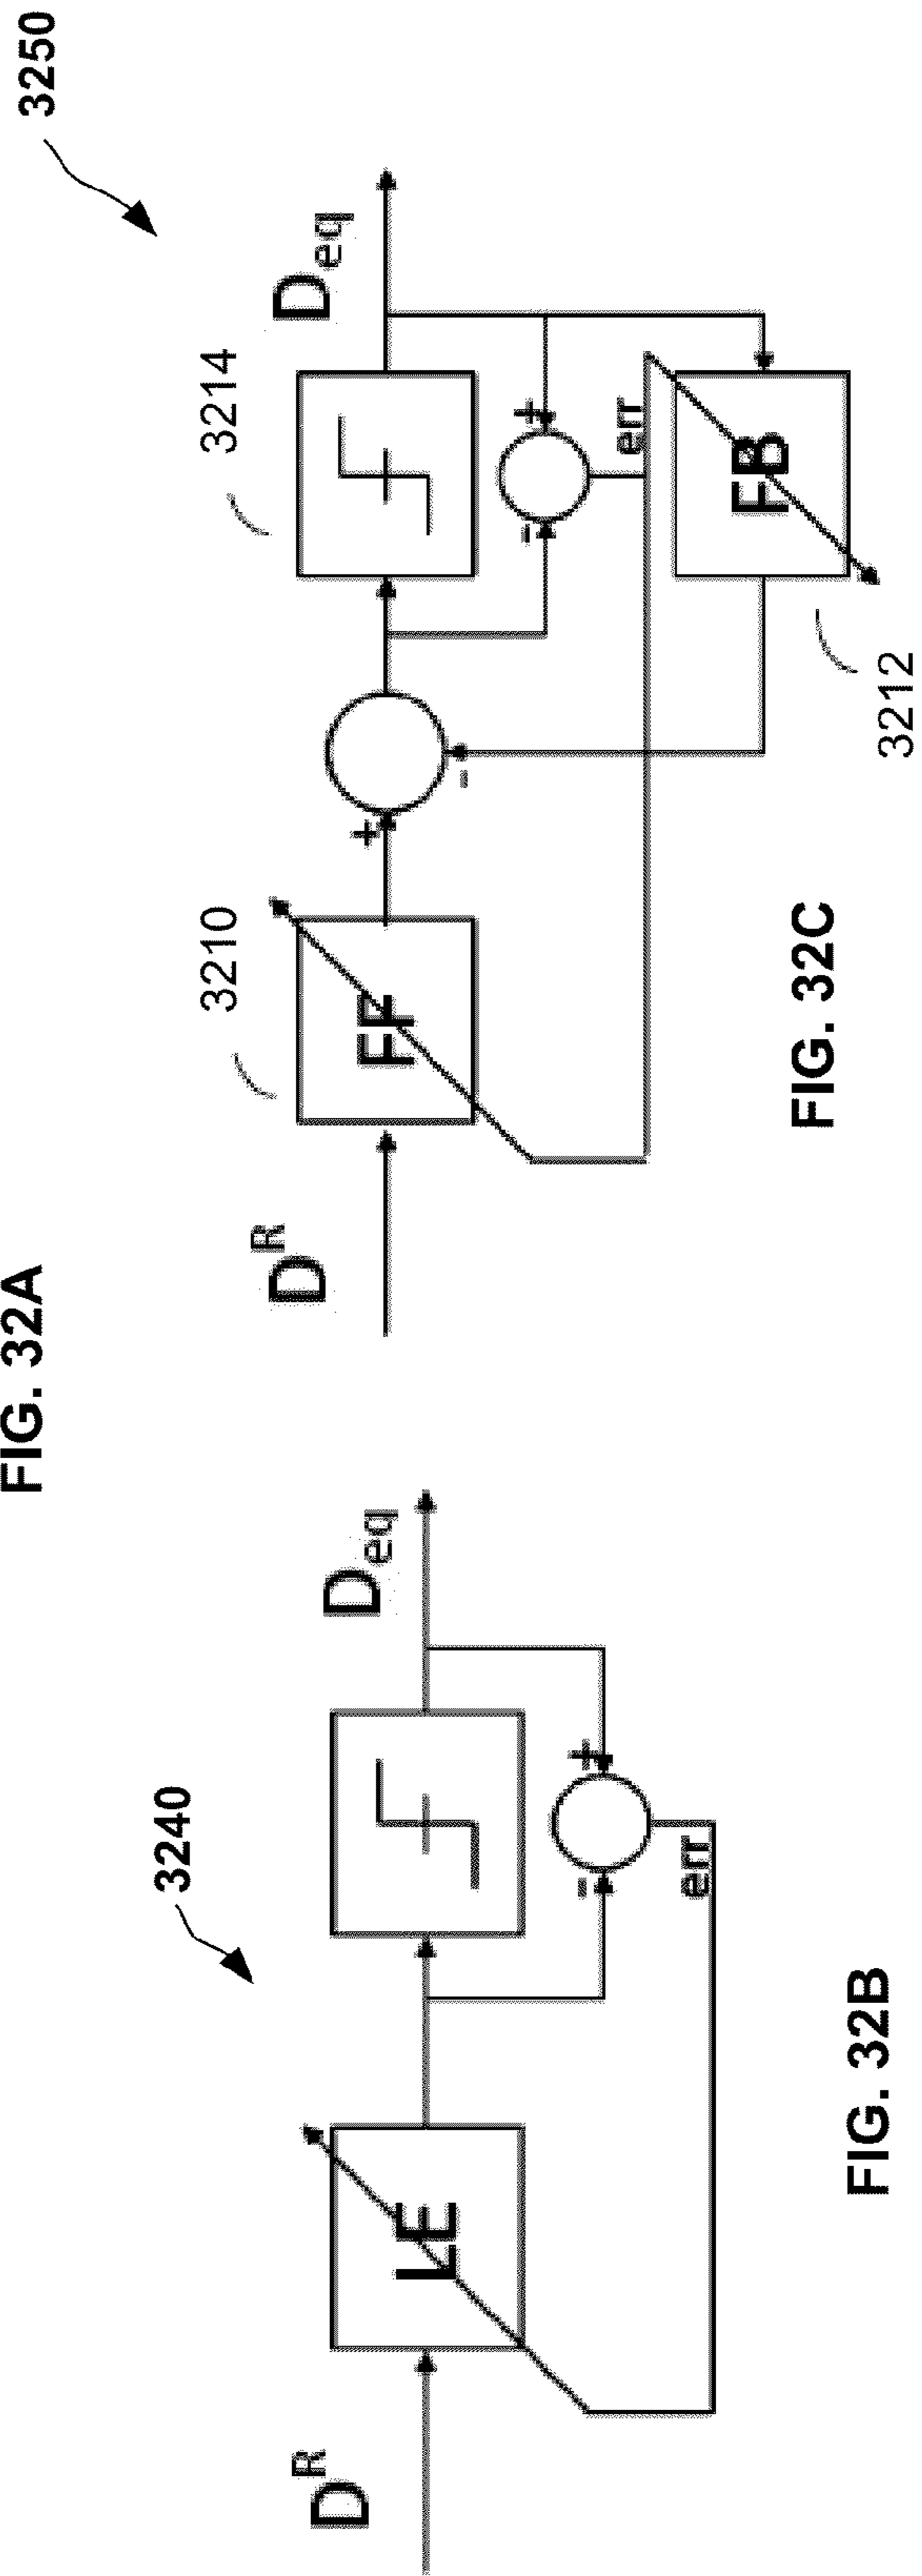 FIG. 32A
3240
D^R
LE
+
-
err
D_eq
FIG. 32B
3250
D^R
3210
FF
+
-
3214
+
-
err
D_eq
FB
3212
FIG. 32C